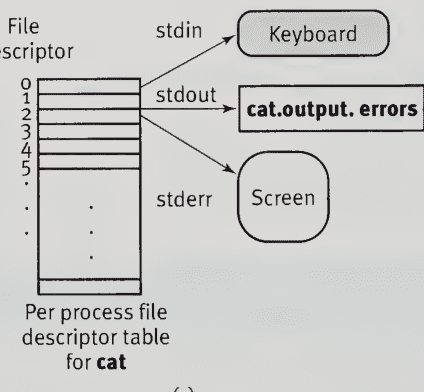 File
escriptor
stdin
Keyboard
0
1
2
3
4
5
stdout
cat.output. errors
stderr
Screen
Per process file
descriptor table
for cat